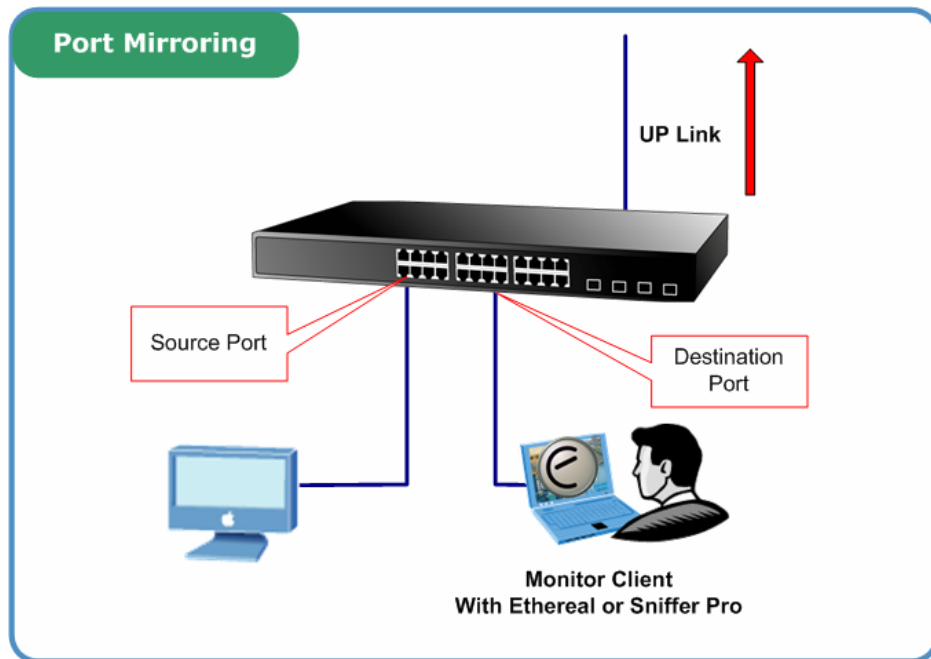 Port Mirroring
UP Link
Source Port
Destination
Port
Monitor Client
With Ethereal or Sniffer Pro